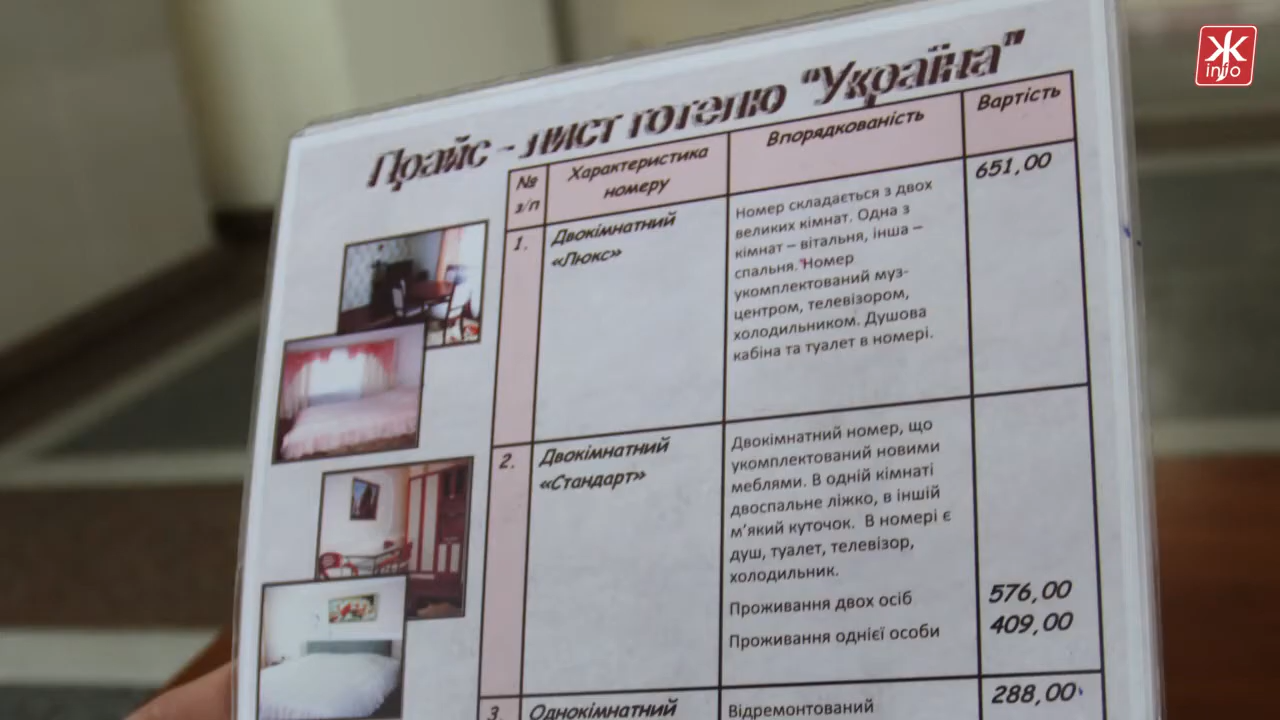 Ж
info
Прайс - лист готелю "Україна"
№
з/п
Характеристика
номеру
Впорядкованість
Вартість
1.
Двокімнатний
«Люкс»
Номер складається з двох
великих кімнат. Одна з
кімнат – вітальня, інша –
спальня. Номер
укомплектований муз-
центром, телевізором,
холодильником. Душова
кабіна та туалет в номері.
651,00
2.
Двокімнатний
«Стандарт»
Двокімнатний номер, що
укомплектований новими
меблями. В одній кімнаті
двоспальне ліжко, в іншій
м'який куточок. В номері є
душ, туалет, телевізор,
холодильник.
Проживання двох осіб
576,00
Проживання однієї особи
409,00
3.
Однокімнатний
Відремонтований
288,00